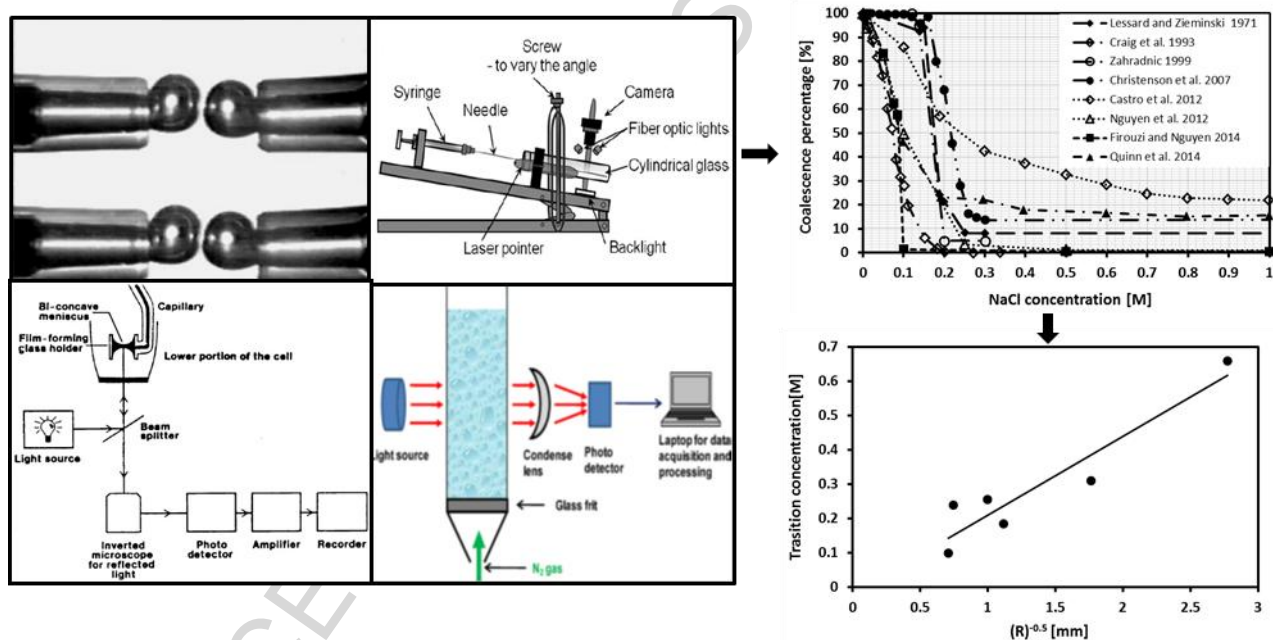 Screw
- to vary the angle
Syringe
Needle
Camera
Fiber optic lights
Cylindrical glass
Laser pointer
Backlight
Bi-concave
meniscus
Capillary
Film-forming
glass holder
Lower portion of the cell
Beam
splitter
Light source
Inverted
microscope
for reflected
light
Photo
detector
Amplifier
Recorder
Light source
Condense
lens
Photo
detector
Laptop for data
acquisition and
processing
Glass frit
N₂ gas
Coalescence percentage [%]
100
90
80
70
60
50
40
30
20
10
0
Lessard and Zieminski 1971
Craig et al. 1993
Zahradnic 1999
Christenson et al. 2007
Castro et al. 2012
Nguyen et al. 2012
Firouzi and Nguyen 2014
Quinn et al. 2014
0 0.1 0.2 0.3 0.4 0.5 0.6 0.7 0.8 0.9 1
NaCl concentration [M]
Trasition concentration[M]
0.7
0.6
0.5
0.4
0.3
0.2
0.1
0
0 0.5 1 1.5 2 2.5 3
(R)⁻⁰·⁵ [mm]